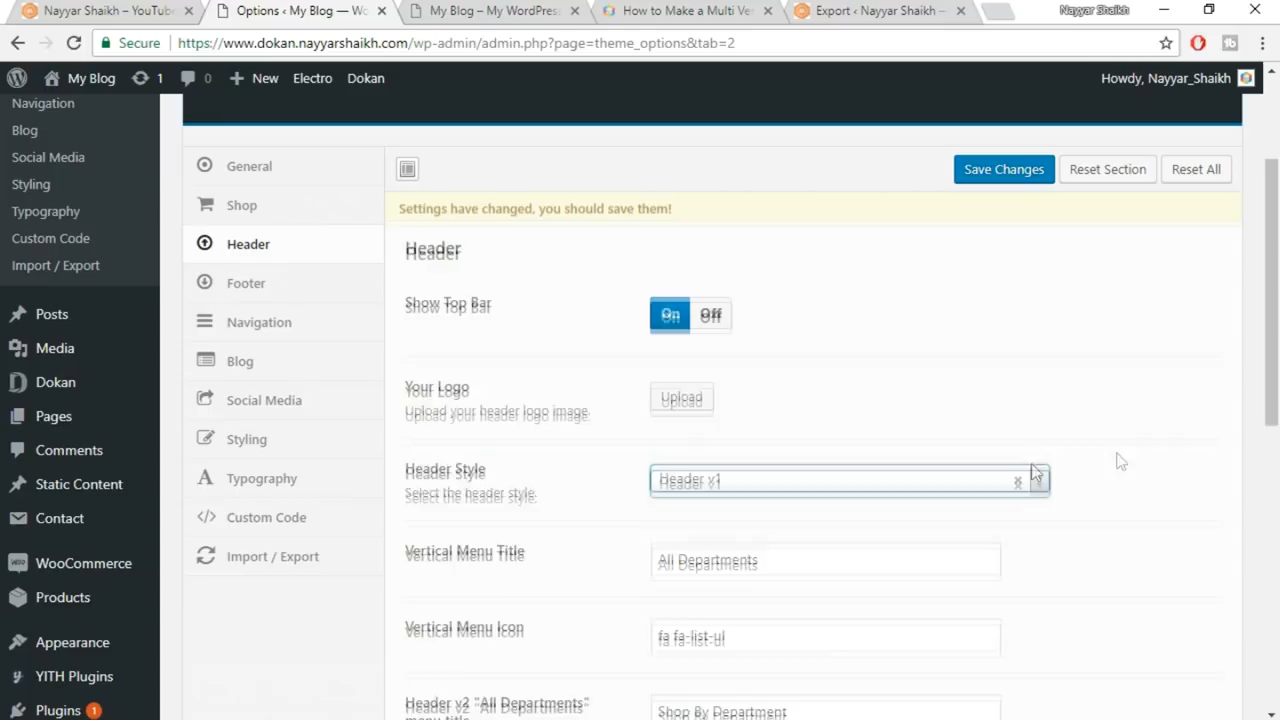 Nayyar Shaikh – YouTub
Options ‹ My Blog — Wo
My Blog – My WordPres
How to Make a Multi Ve
Export ‹ Nayyar Shaikh —
Nayyar Shaikh
Secure
https://www.dokan.nayyarshaikh.com/wp-admin/admin.php?page=theme_options&tab=2
My Blog
1
0
New
Electro
Dokan
Howdy, Nayyar_Shaikh
Navigation
Blog
Social Media
Styling
Typography
Custom Code
Import / Export
Posts
Media
Dokan
Pages
Comments
Static Content
Contact
WooCommerce
Products
Appearance
YITH Plugins
Plugins 1
General
Shop
Header
Footer
Navigation
Blog
Social Media
Styling
Typography
Custom Code
Import / Export
Save Changes
Reset Section
Reset All
Settings have changed, you should save them!
Header
Show Top Bar
On Off
Your Logo
Upload your header logo image.
Upload
Header Style
Select the header style.
Header v1
Vertical Menu Title
All Departments
Vertical Menu Icon
fa fa-list-ul
Header v2 "All Departments"
menu title
Shop By Department